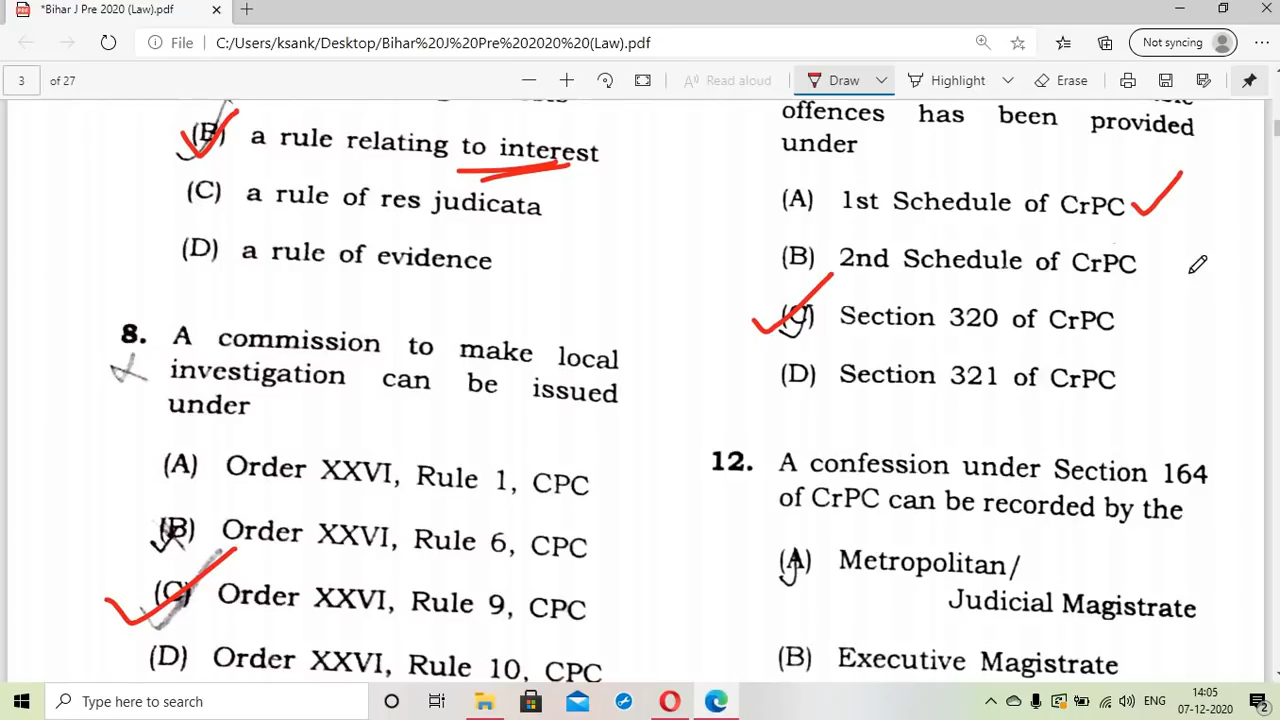 *Bihar J Pre 2020 (Law).pdf
File
C:/Users/ksank/Desktop/Bihar%20J%20Pre%202020%20(Law).pdf
Not syncing
3
of 27
Read aloud
Draw
Highlight
Erase
(B) a rule relating to interest
(C) a rule of res judicata
(D) a rule of evidence
8. A commission to make local
investigation can be issued
under
(A) Order XXVI, Rule 1, CPC
(B) Order XXVI, Rule 6, CPC
(C) Order XXVI, Rule 9, CPC
(D) Order XXVI, Rule 10, CPC
offences has been provided
under
(A) 1st Schedule of CrPC
(B) 2nd Schedule of CrPC
(C) Section 320 of CrPC
(D) Section 321 of CrPC
12. A confession under Section 164
of CrPC can be recorded by the
(A) Metropolitan/
Judicial Magistrate
(B) Executive Magistrate
Type here to search
ENG
14:05
07-12-2020
2